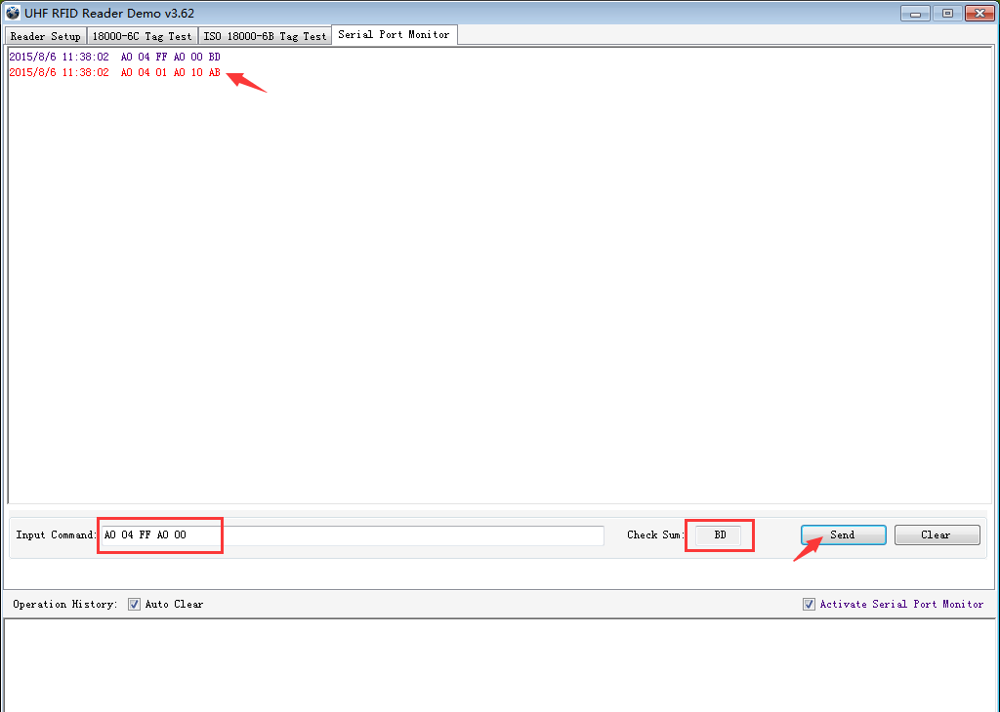 UHF RFID Reader Demo v3.62
Reader Setup 18000-6C Tag Test ISO 18000-6B Tag Test Serial Port Monitor
2015/8/6 11:38:02 A0 04 FF A0 00 BD
2015/8/6 11:38:02 A0 04 01 A0 10 AB
Input Command: A0 04 FF A0 00 Check Sum: BD Send Clear
Operation History: Auto Clear Activate Serial Port Monitor